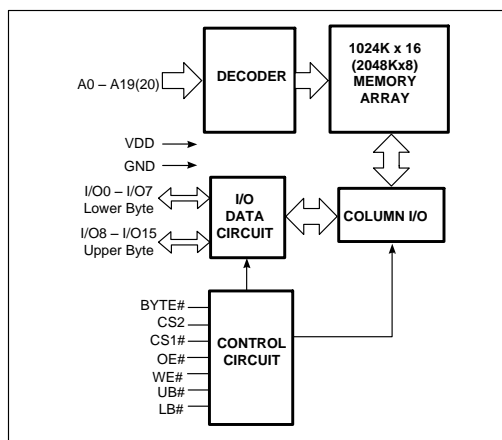 A0 – A19(20)
DECODER
1024K x 16
(2048Kx8)
MEMORY
ARRAY
VDD
GND
I/O0 – I/O7
Lower Byte
I/O8 – I/O15
Upper Byte
I/O
DATA
CIRCUIT
COLUMN I/O
BYTE#
CS2
CS1#
OE#
WE#
UB#
LB#
CONTROL
CIRCUIT